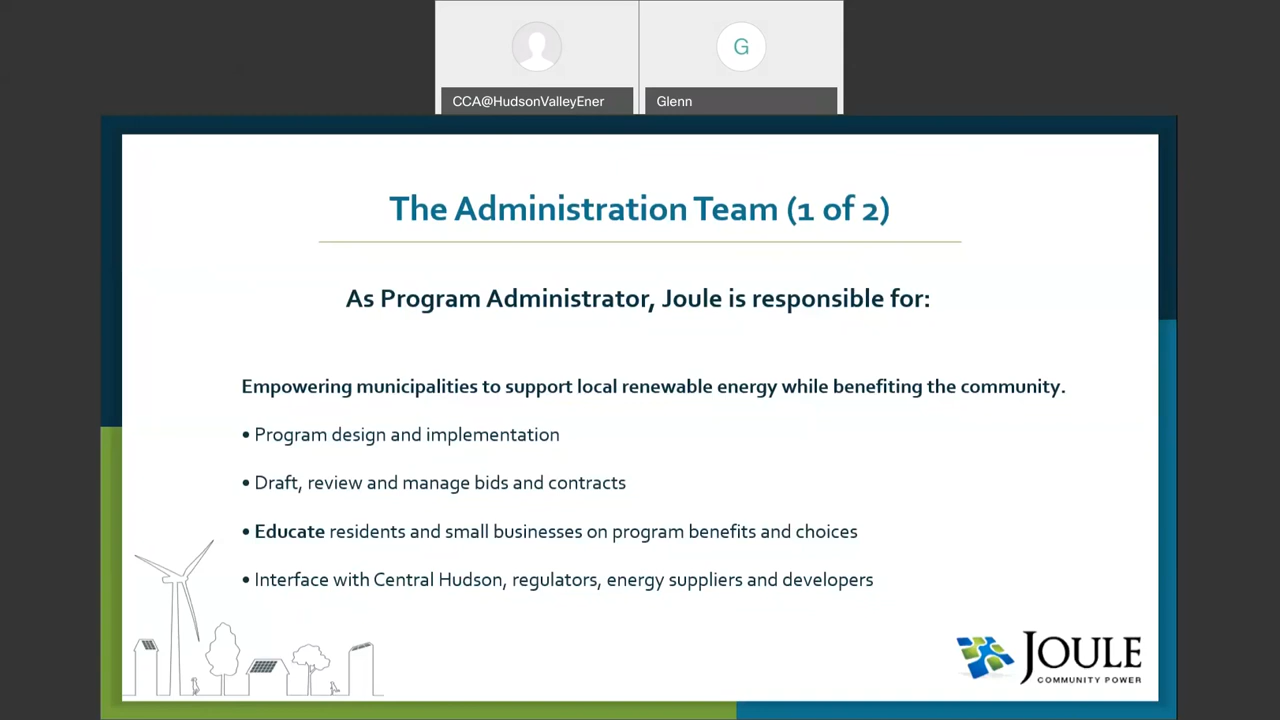 G
CCA@HudsonValleyEner
Glenn
The Administration Team (1 of 2)
As Program Administrator, Joule is responsible for:
Empowering municipalities to support local renewable energy while benefiting the community.
• Program design and implementation
• Draft, review and manage bids and contracts
• Educate residents and small businesses on program benefits and choices
• Interface with Central Hudson, regulators, energy suppliers and developers
JOULE
COMMUNITY POWER